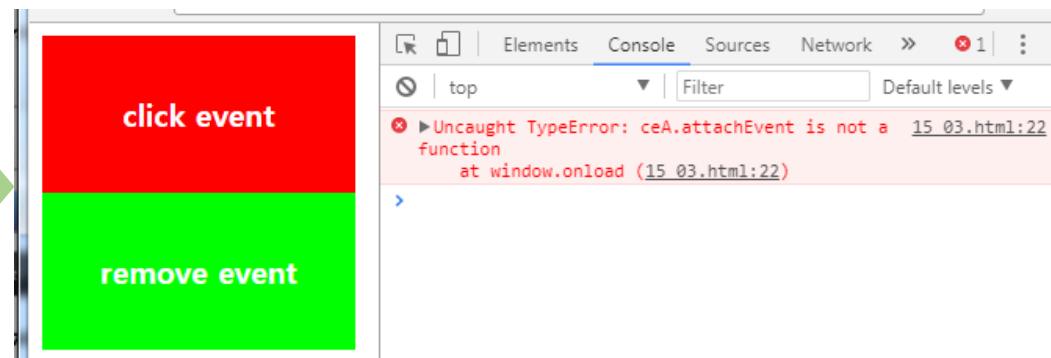 click event
remove event
Elements Console Sources Network » 1
top Filter Default levels
Uncaught TypeError: ceA.attachEvent is not a 15 03.html:22
function
at window.onload (15 03.html:22)